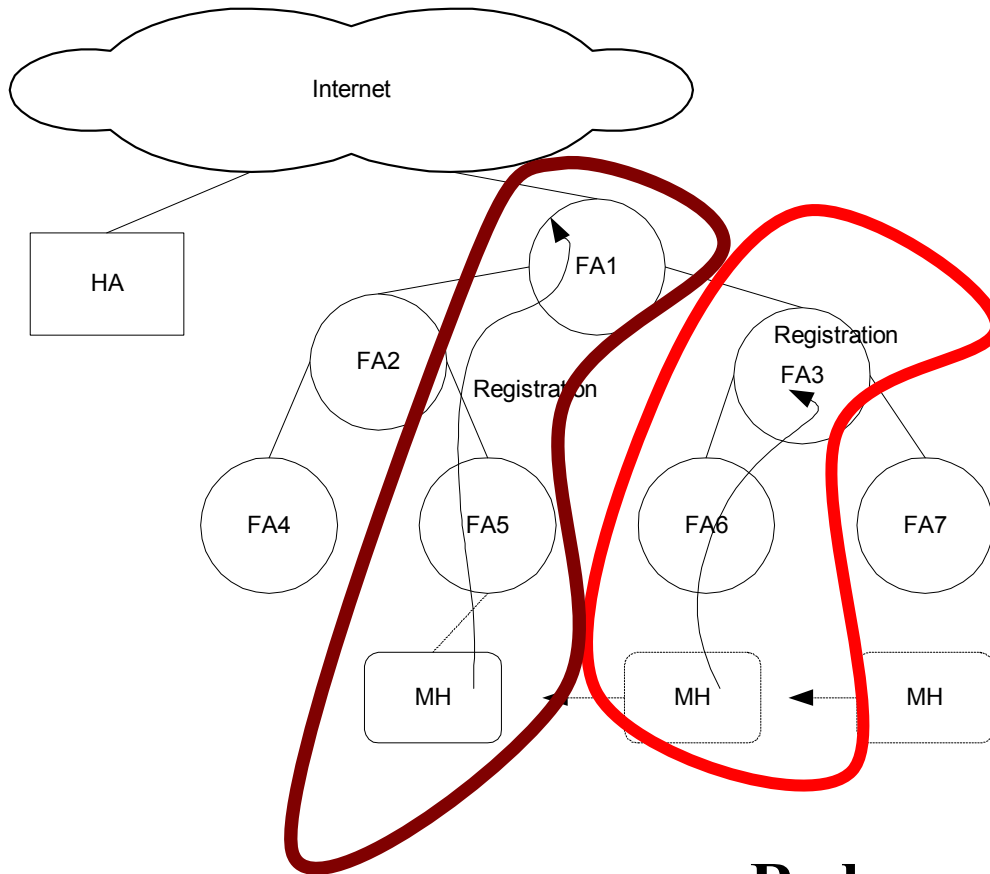 Internet
HA
FA1
FA2
Registration
FA3
Registration
FA4
FA5
FA6
FA7
MH
MH
MH